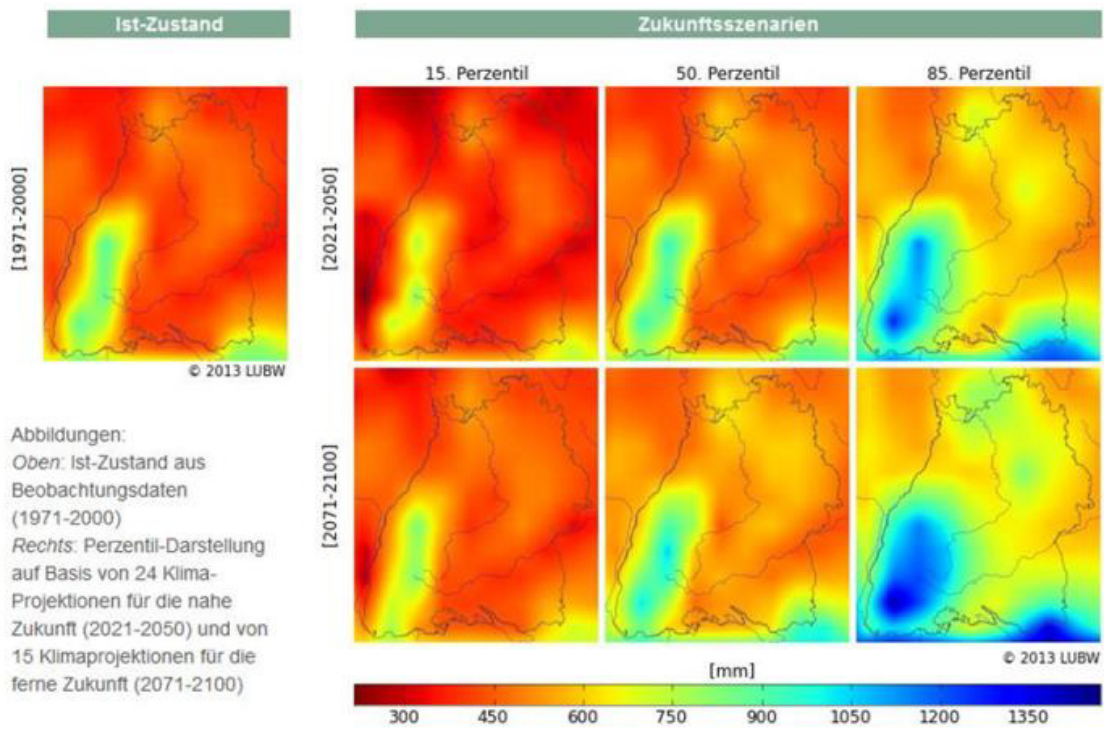 Ist-Zustand
Zukunftsszenarien
15. Perzentil
50. Perzentil
85. Perzentil
[1971-2000]
[2021-2050]
© 2013 LUBW
[2071-2100]
Abbildungen:
Oben: Ist-Zustand aus
Beobachtungsdaten
(1971-2000)
Rechts: Perzentil-Darstellung
auf Basis von 24 Klima-
Projektionen für die nahe
Zukunft (2021-2050) und von
15 Klimaprojektionen für die
ferne Zukunft (2071-2100)
© 2013 LUBW
[mm]
300 450 600 750 900 1050 1200 1350